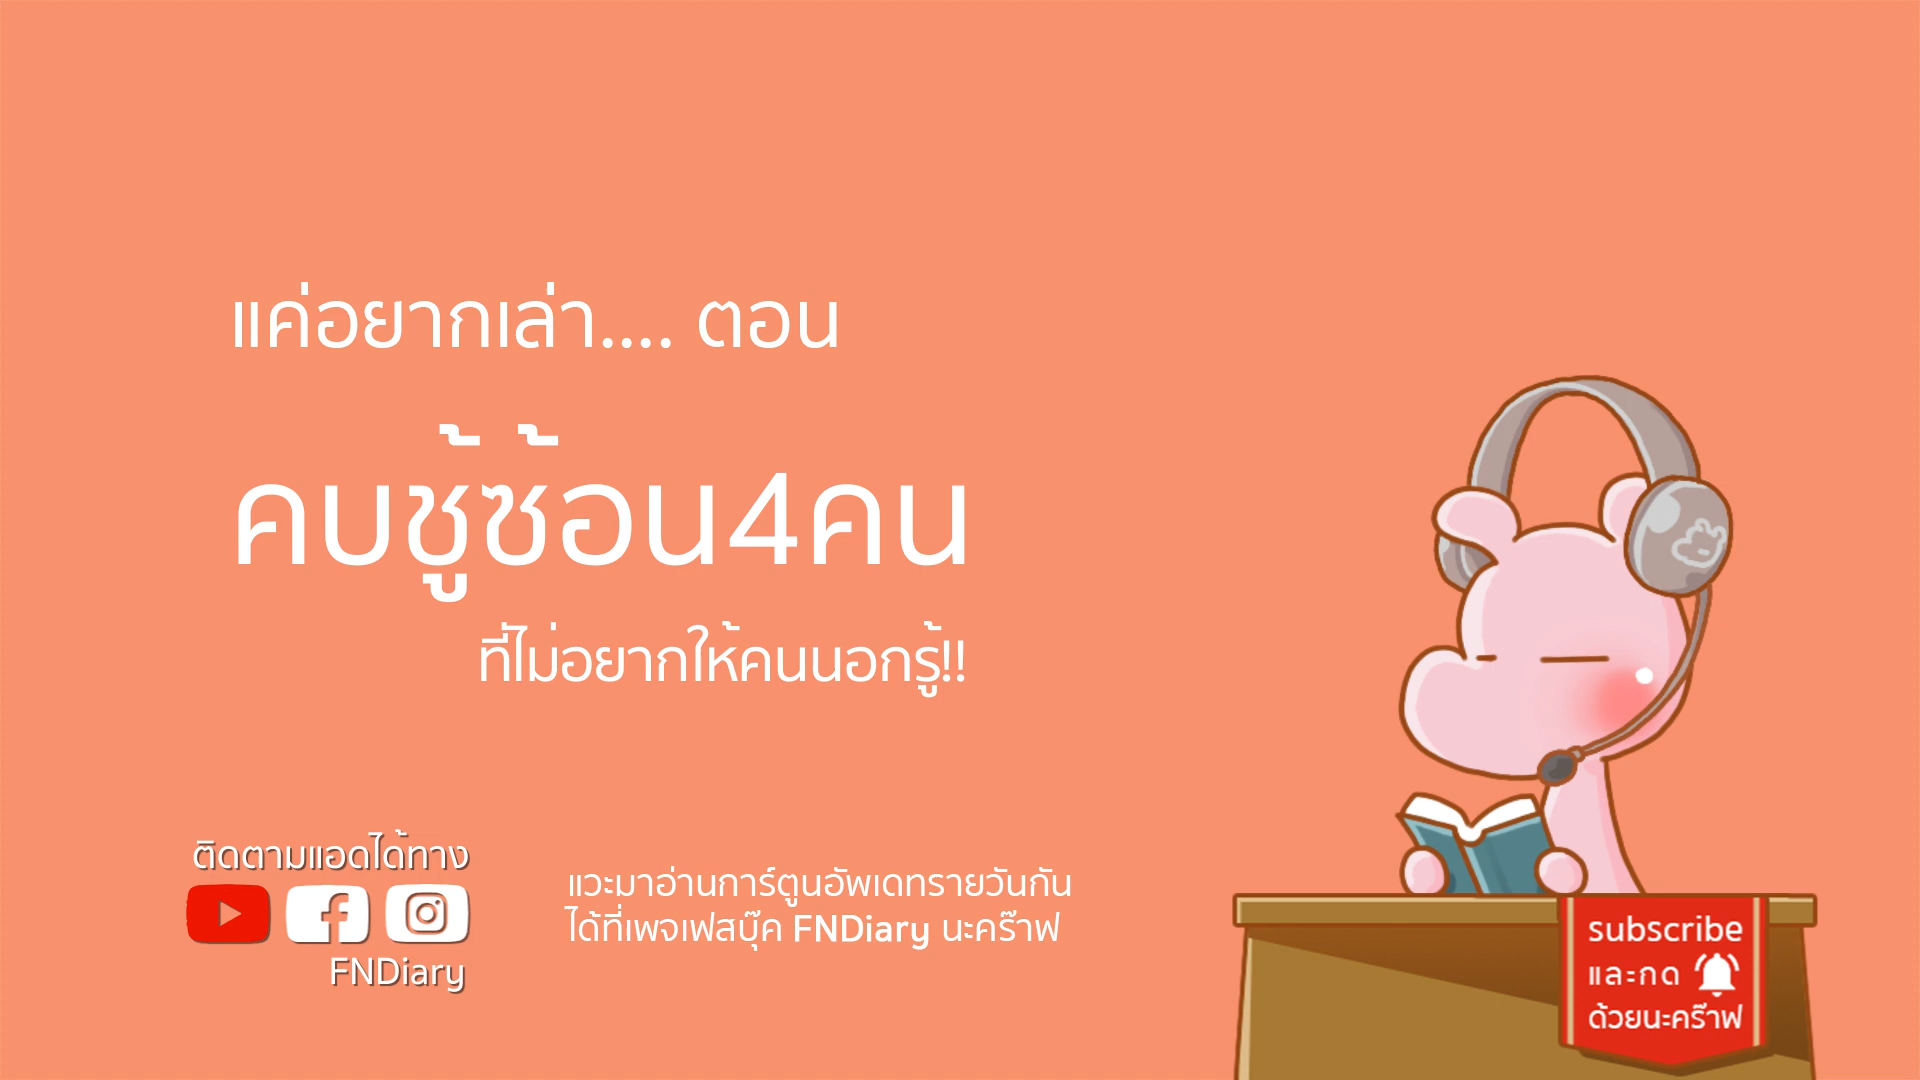 แค่อยากเล่า.... ตอน
คบชู้ซ้อน4คน
ที่ไม่อยากให้คนนอกรู้!!
ติดตามแอดได้ทาง
FNDiary
แวะมาอ่านการ์ตูนอัพเดทรายวันกัน
ได้ที่เพจเฟสบุ๊ค FNDiary นะคร๊าฟ
subscribe
และกด
ด้วยนะคร๊าฟ